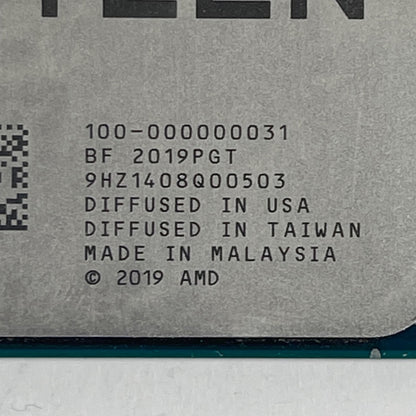 100-000000031
BF 2019PGT
9HZ1408Q00503
DIFFUSED IN USA
DIFFUSED IN TAIWAN
MADE IN MALAYSIA
© 2019 AMD